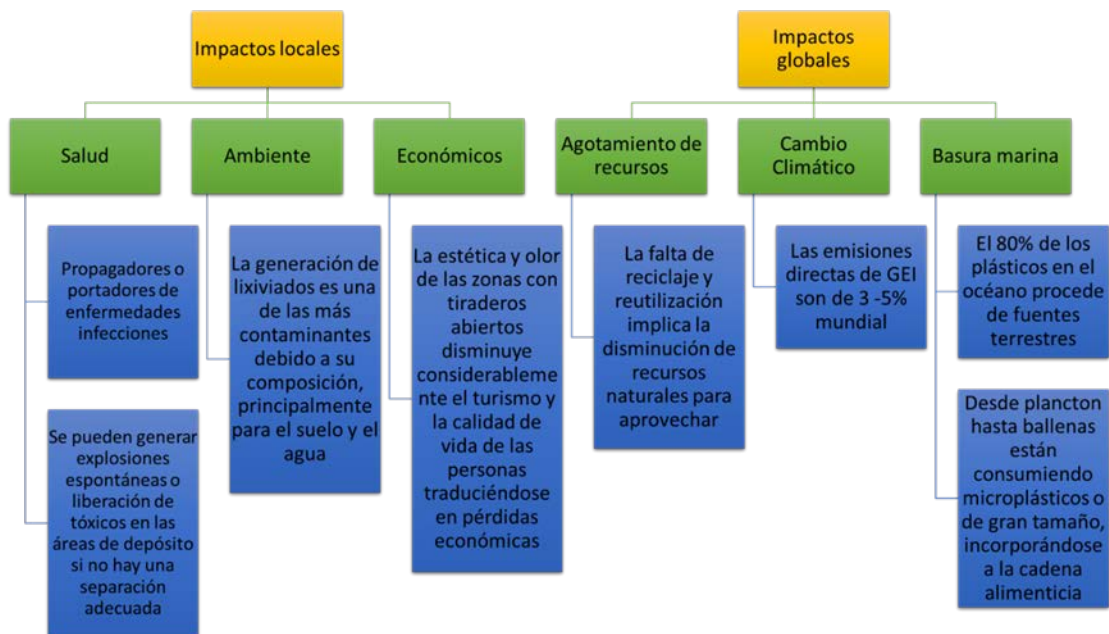 Impactos locales
Salud
Propagadores o
portadores de
enfermedades
infecciones
Se pueden generar
explosiones
espontáneas o
liberación de
tóxicos en las
áreas de depósito
si no hay una
separación
adecuada
Ambiente
La generación de
lixiviados es una
de las más
contaminantes
debido a su
composición,
principalmente
para el suelo y el
agua
Económicos
La estética y olor
de las zonas con
tiraderos
abiertos
disminuye
considerableme
nte el turismo y
la calidad de
vida de las
personas
traduciéndose
en pérdidas
económicas
Impactos
globales
Agotamiento de
recursos
La falta de
reciclaje y
reutilización
implica la
disminución de
recursos
naturales para
aprovechar
Cambio
Climático
Las emisiones
directas de GEI
son de 3 -5%
mundial
Basura marina
El 80% de los
plásticos en el
océano procede
de fuentes
terrestres
Desde plancton
hasta ballenas
están
consumiendo
microplásticos o
de gran tamaño,
incorporándose
a la cadena
alimenticia